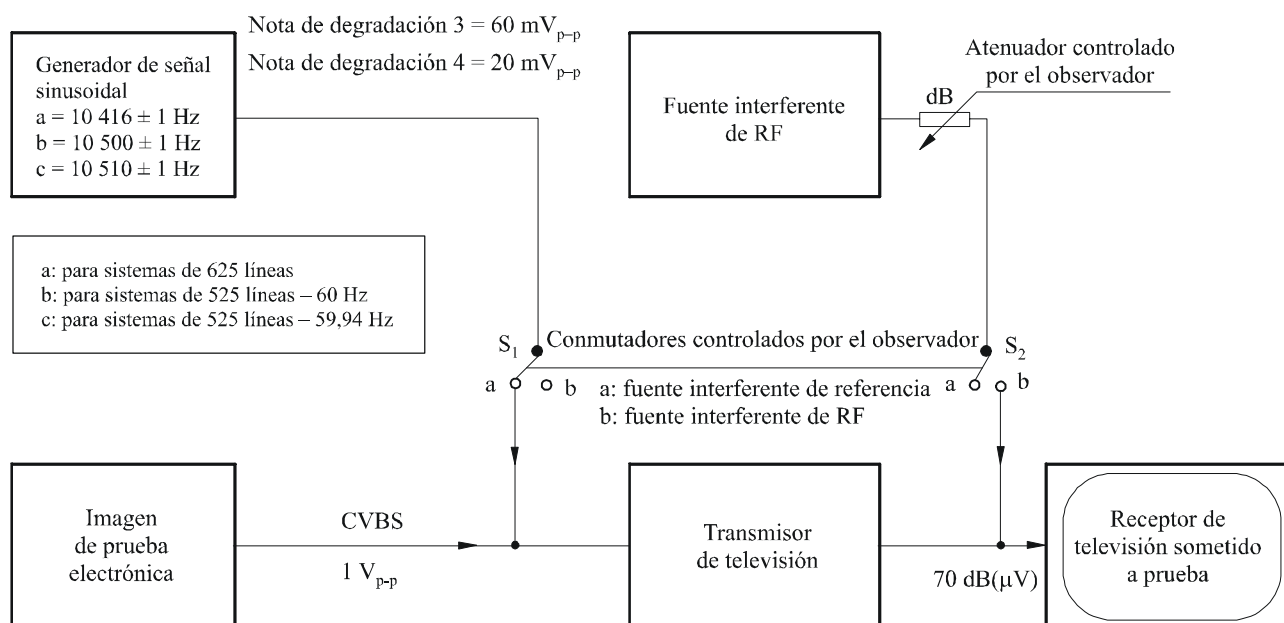 Nota de degradación 3 = 60 mVp–p
Nota de degradación 4 = 20 mVp–p
Generador de señal
sinusoidal
a = 10 416 ± 1 Hz
b = 10 500 ± 1 Hz
c = 10 510 ± 1 Hz
Fuente interferente
de RF
dB
Atenuador controlado
por el observador
a: para sistemas de 625 líneas
b: para sistemas de 525 líneas – 60 Hz
c: para sistemas de 525 líneas – 59,94 Hz
S1
Conmutadores controlados por el observador
S2
a
b
a: fuente interferente de referencia
b: fuente interferente de RF
a
b
Imagen
de prueba
electrónica
CVBS
1 Vp-p
Transmisor
de televisión
70 dB(μV)
Receptor de
televisión sometido
a prueba